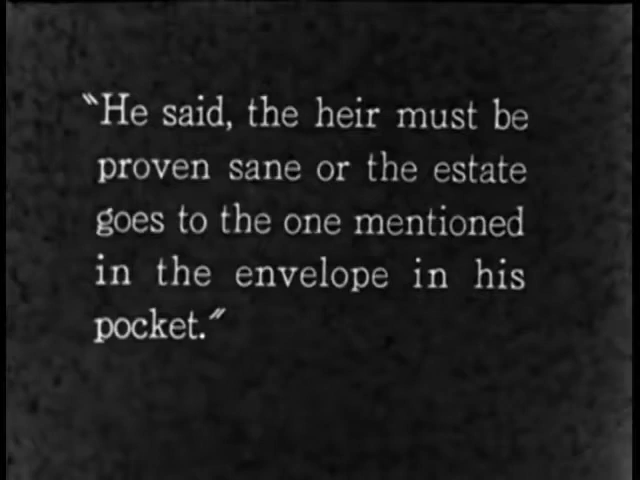 "He said, the heir must be
proven sane or the estate
goes to the one mentioned
in the envelope in his
pocket."